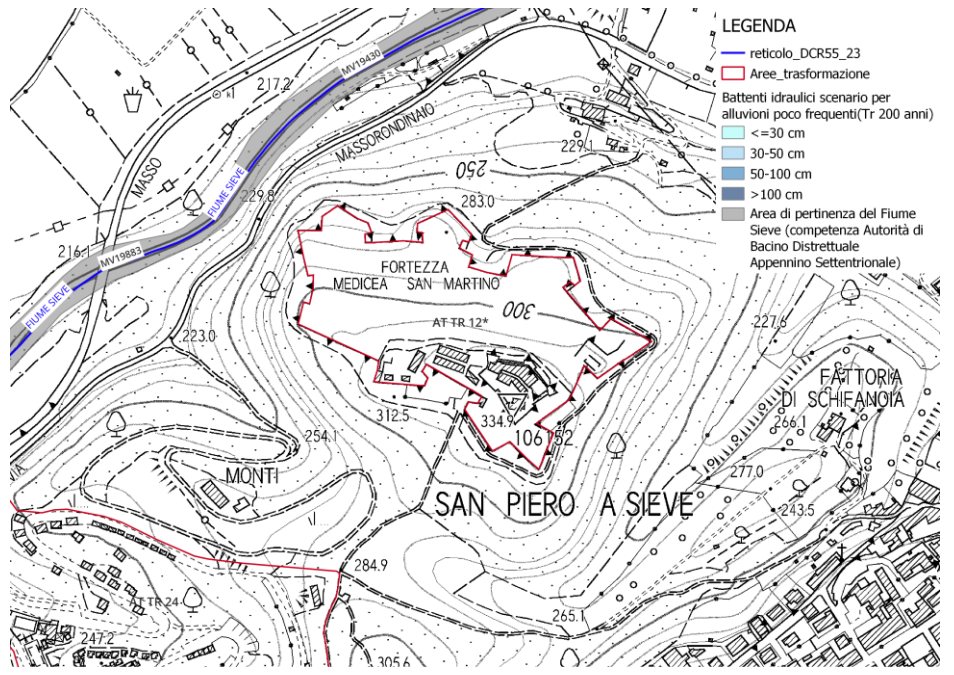 LEGENDA
reticolo_DCR55_23
Aree_trasformazione
Battenti idraulici scenario per
alluvioni poco frequenti(Tr 200 anni)
<=30 cm
30-50 cm
50-100 cm
>100 cm
Area di pertinenza del Fiume
Sieve (competenza Autorità di
Bacino Distrettuale
Appennino Settentrionale)
MV19430
217.2
MASSO
MASSORONDINAIO
229.1
250
283.0
229.8
FIUME SIEVE
216.1
MV19883
FIUME SIEVE
FORTEZZA
MEDICEA SAN MARTINO
300
AT TR 12*
223.0
227.6
FATTORIA
DI SCHIFANOIA
266.1
312.5
334.9
106152
254.1
MONTI
277.0
SAN PIERO A SIEVE
243.5
284.9
265.1
AT TR 24
247.2
305.6